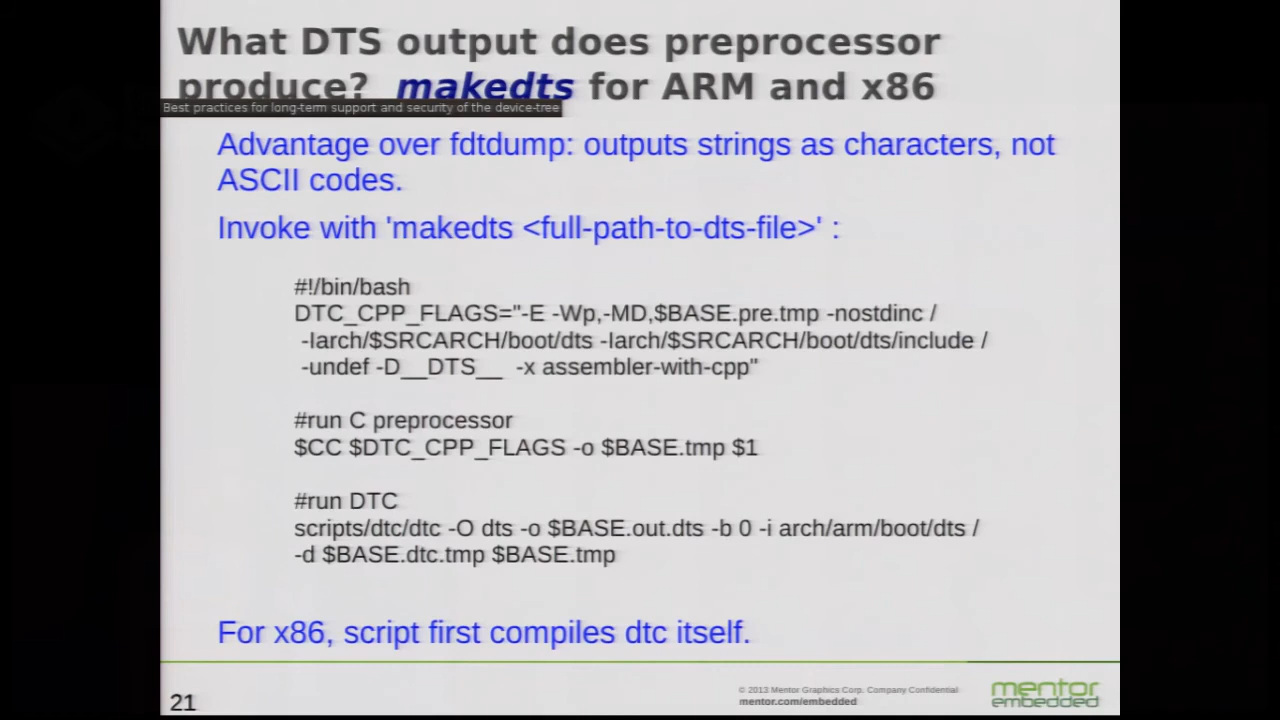 What DTS output does preprocessor
produce? makedts for ARM and x86
Best practices for long-term support and security of the device-tree
Advantage over fdtdump: outputs strings as characters, not
ASCII codes.
Invoke with 'makedts <full-path-to-dts-file>' :
#!/bin/bash
DTC_CPP_FLAGS="-E -Wp,-MD,$BASE.pre.tmp -nostdinc /
-Iarch/$SRCARCH/boot/dts -Iarch/$SRCARCH/boot/dts/include /
-undef -D__DTS__ -x assembler-with-cpp"
#run C preprocessor
$CC $DTC_CPP_FLAGS -o $BASE.tmp $1
#run DTC
scripts/dtc/dtc -O dts -o $BASE.out.dts -b 0 -i arch/arm/boot/dts /
-d $BASE.dtc.tmp $BASE.tmp
For x86, script first compiles dtc itself.
21
© 2013 Mentor Graphics Corp. Company Confidential
mentor.com/embedded
mentor
embedded